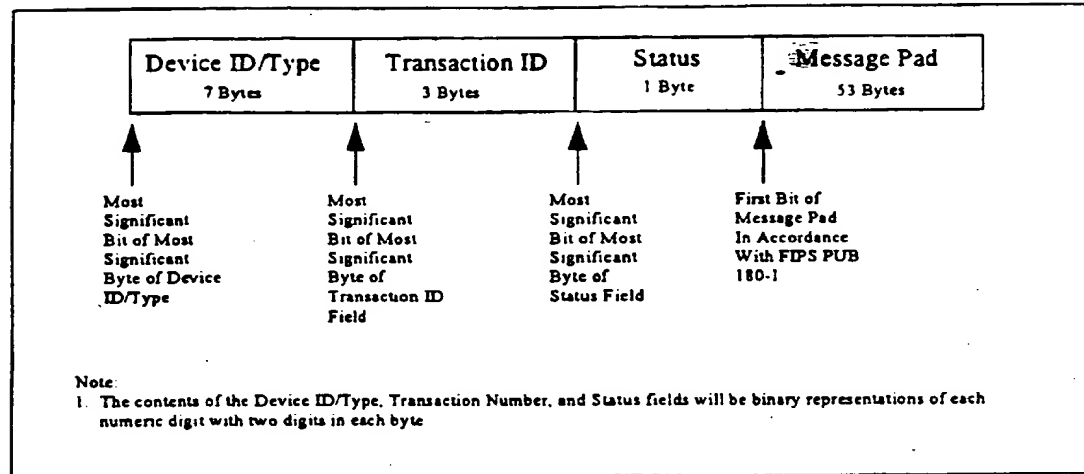 Device ID/Type Transaction ID Status Message Pad
7 Bytes 3 Bytes 1 Byte 53 Bytes
Most
Significant
Bit of Most
Significant
Byte of Device
ID/Type
Most
Significant
Bit of Most
Significant
Byte of
Transaction ID
Field
Most
Significant
Bit of Most
Significant
Byte of
Status Field
First Bit of
Message Pad
In Accordance
With FIPS PUB
180-1
Note:
1. The contents of the Device ID/Type, Transaction Number, and Status fields will be binary representations of each
numeric digit with two digits in each byte